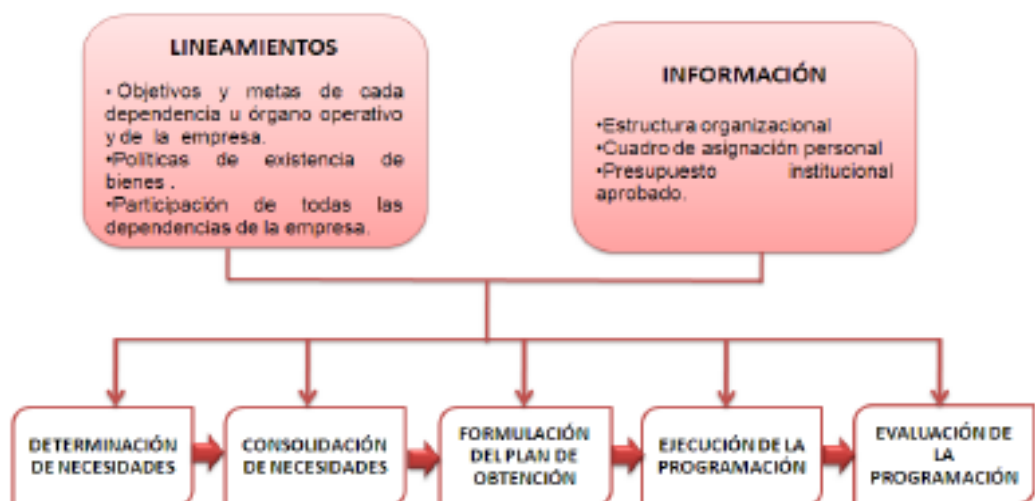 LINEAMIENTOS
• Objetivos y metas de cada
dependencia u órgano operativo
y de la empresa.
•Políticas de existencia de
bienes .
•Participación de todas las
dependencias de la empresa.
INFORMACIÓN
•Estructura organizacional
•Cuadro de asignación personal
•Presupuesto institucional
aprobado.
DETERMINACIÓN
DE NECESIDADES
CONSOLIDACIÓN
DE NECESIDADES
FORMULACIÓN
DEL PLAN DE
OBTENCIÓN
EJECUCIÓN DE LA
PROGRAMACIÓN
EVALUACIÓN DE
LA
PROGRAMACIÓN